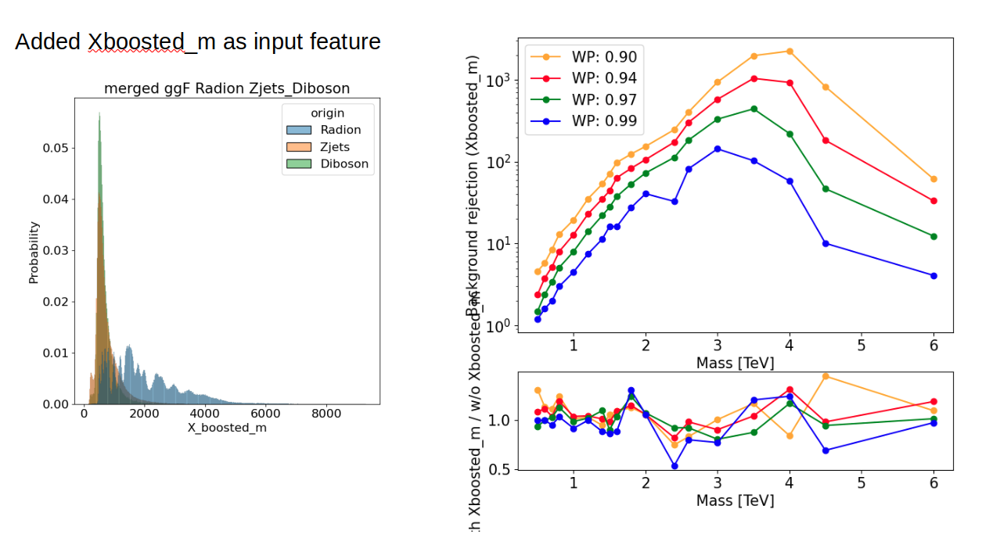 Added Xboosted_m as input feature
merged ggF Radion Zjets_Diboson
origin
Radion
Zjets
Diboson
Probability
0.05
0.04
0.03
0.02
0.01
0.00
0 2000 4000 6000 8000
X_boosted_m
WP: 0.90
WP: 0.94
WP: 0.97
WP: 0.99
Background rejection (Xboosted_m)
10³
10²
10¹
10⁰
1 2 3 4 5 6
Mass [TeV]
th Xboosted_m / w/o Xboosted_m
1.0
0.5
1 2 3 4 5 6
Mass [TeV]